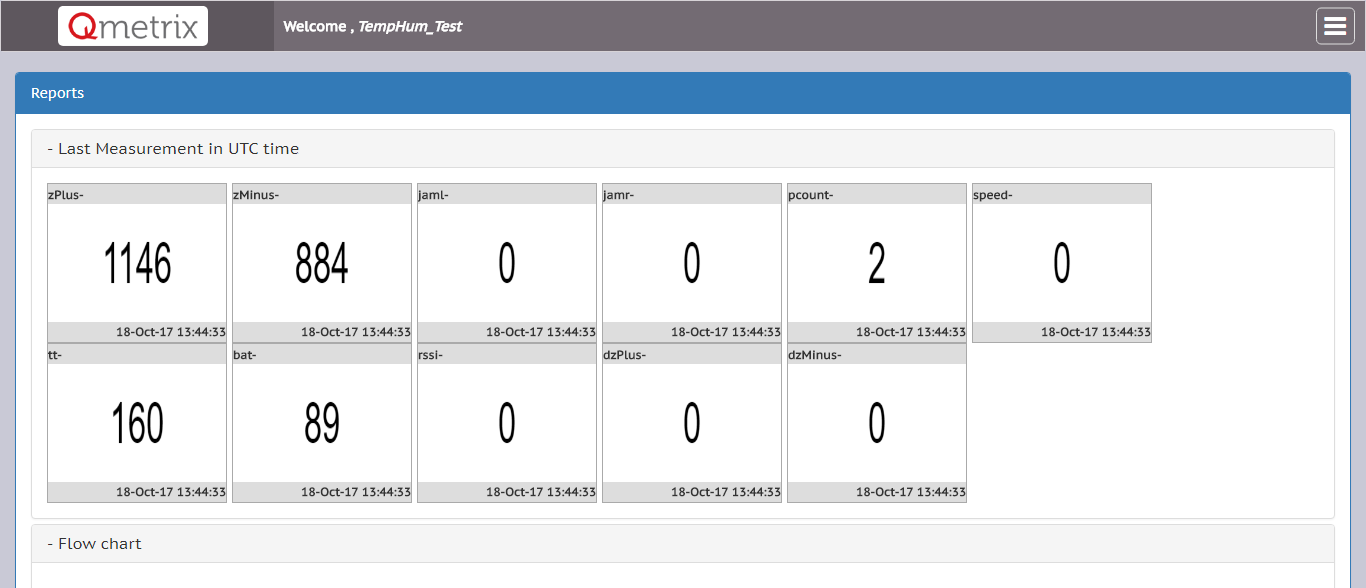 Qmetrix
Welcome , TempHum_Test
Reports
- Last Measurement in UTC time
zPlus- zMinus- jaml- jamr- pcount- speed-
1146 884 0 0 2 0
18-Oct-17 13:44:33 18-Oct-17 13:44:33 18-Oct-17 13:44:33 18-Oct-17 13:44:33 18-Oct-17 13:44:33 18-Oct-17 13:44:33
tt- bat- rssi- dzPlus- dzMinus-
160 89 0 0 0
18-Oct-17 13:44:33 18-Oct-17 13:44:33 18-Oct-17 13:44:33 18-Oct-17 13:44:33 18-Oct-17 13:44:33
- Flow chart